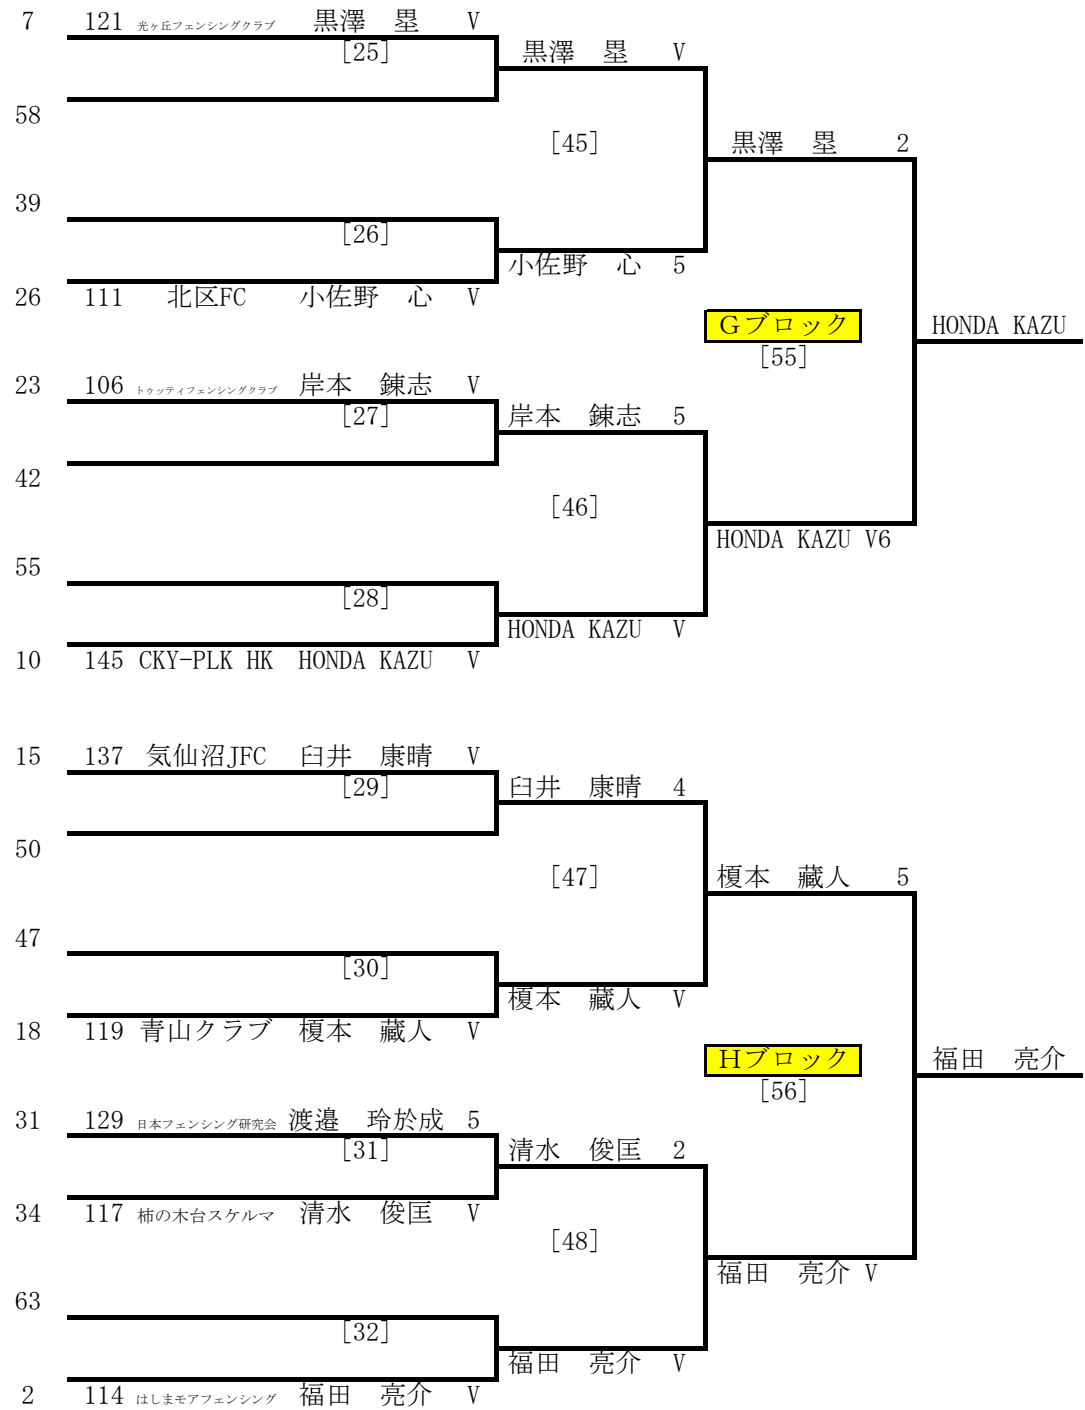 7 121 光ヶ丘フェンシングクラブ 黒澤 塁 V
[25] 黒澤 塁 V
58
[45] 黒澤 塁 2
39
[26]
小佐野 心 5
26 111 北区FC 小佐野 心 V
Gブロック HONDA KAZU
[55]
23 106 トゥッティフェンシングクラブ 岸本 錬志 V
[27] 岸本 錬志 5
42
[46]
HONDA KAZU V6
55
[28]
HONDA KAZU V
10 145 CKY-PLK HK HONDA KAZU V
15 137 気仙沼JFC 臼井 康晴 V
[29] 臼井 康晴 4
50
[47] 榎本 藏人 5
47
[30]
榎本 藏人 V
18 119 青山クラブ 榎本 藏人 V
Hブロック 福田 亮介
[56]
31 129 日本フェンシング研究会 渡邉 玲於成 5
[31] 清水 俊匡 2
34 117 柿の木台スケルマ 清水 俊匡 V
[48]
福田 亮介 V
63
[32]
福田 亮介 V
2 114 はしまモアフェンシング 福田 亮介 V